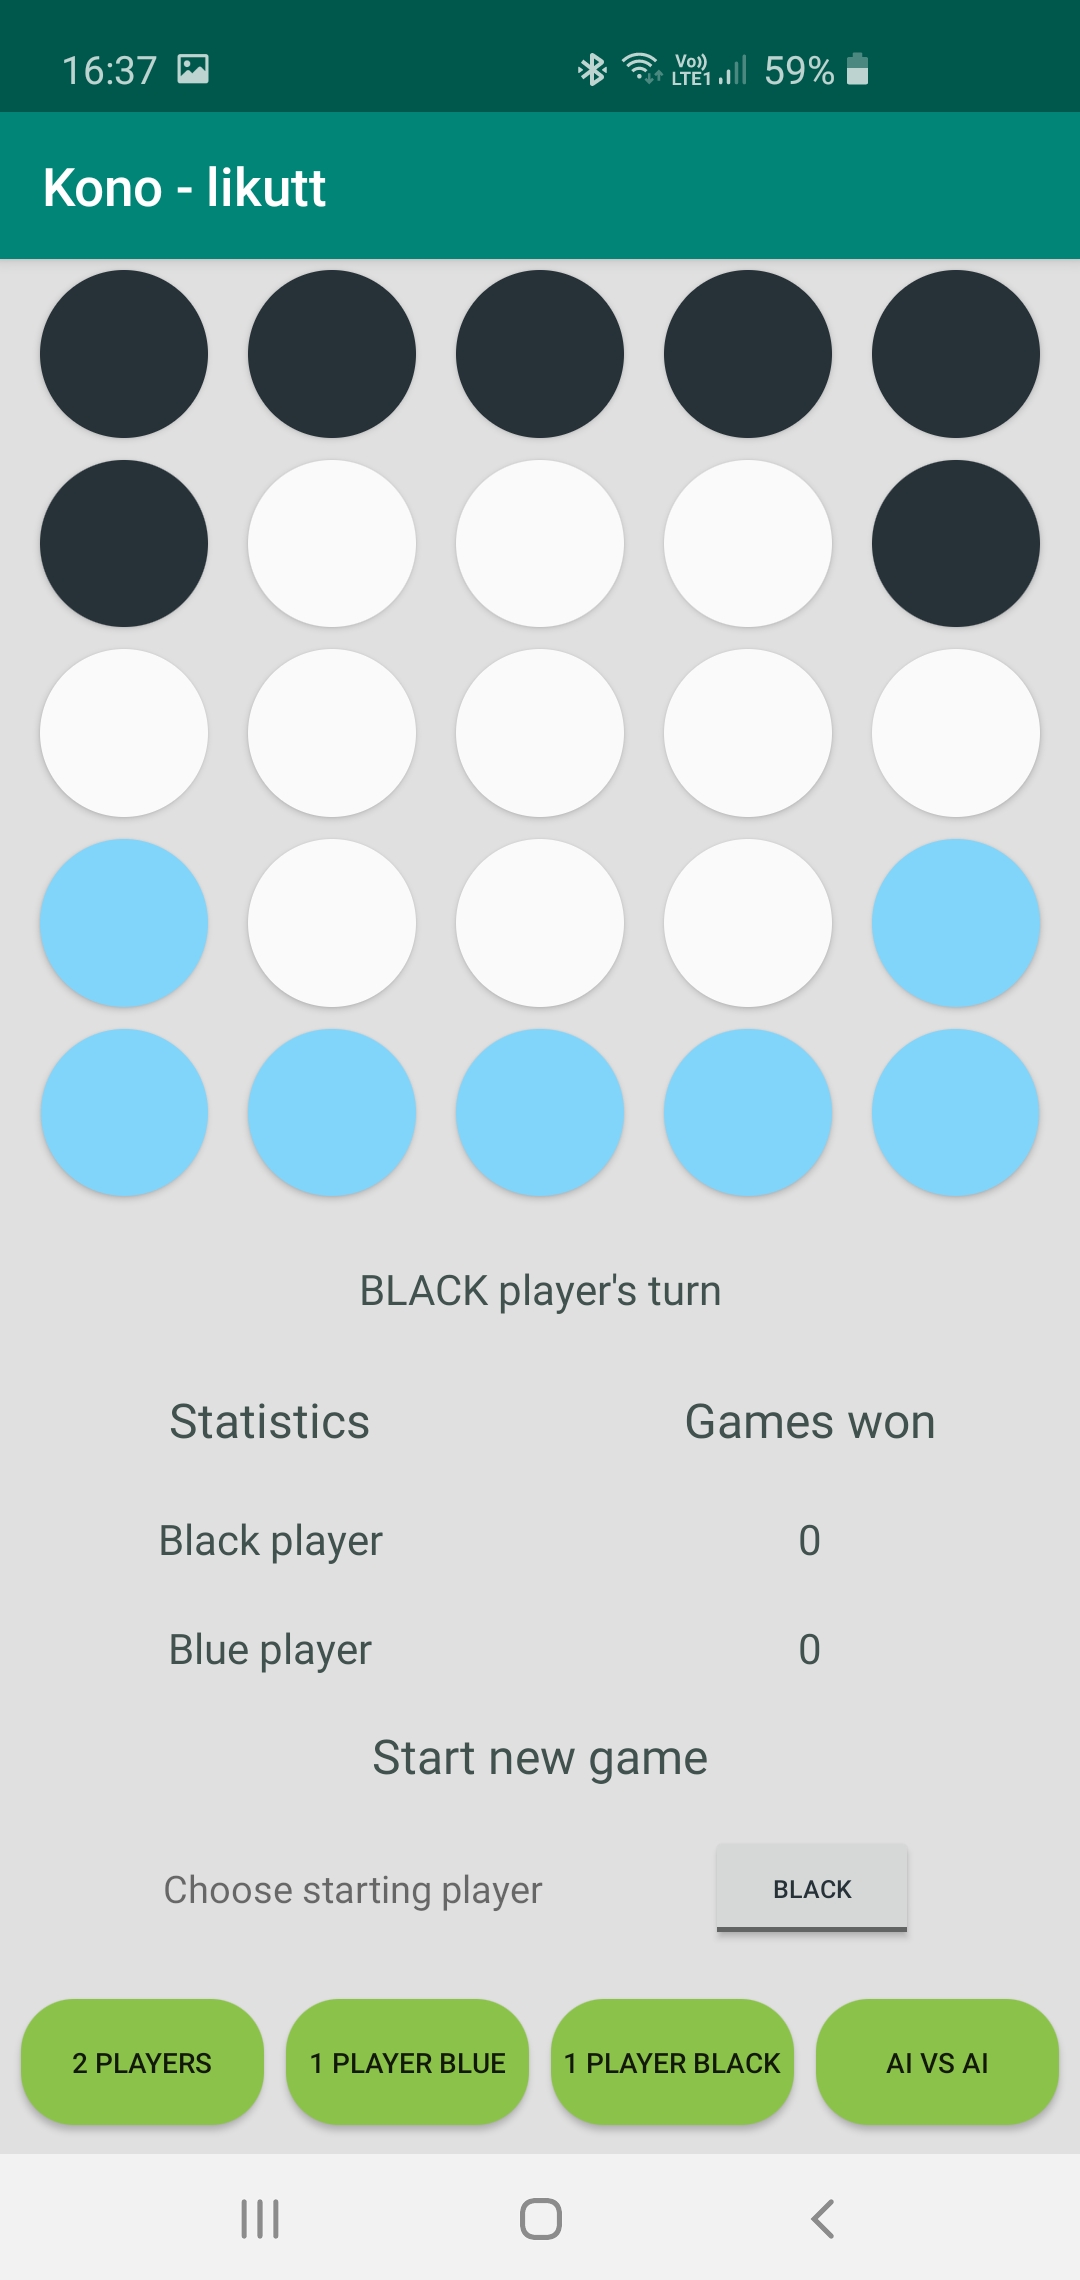 16:37 Vo)) LTE1 59%
Kono - likutt
BLACK player's turn
Statistics Games won
Black player 0
Blue player 0
Start new game
Choose starting player BLACK
2 PLAYERS 1 PLAYER BLUE 1 PLAYER BLACK AI VS AI